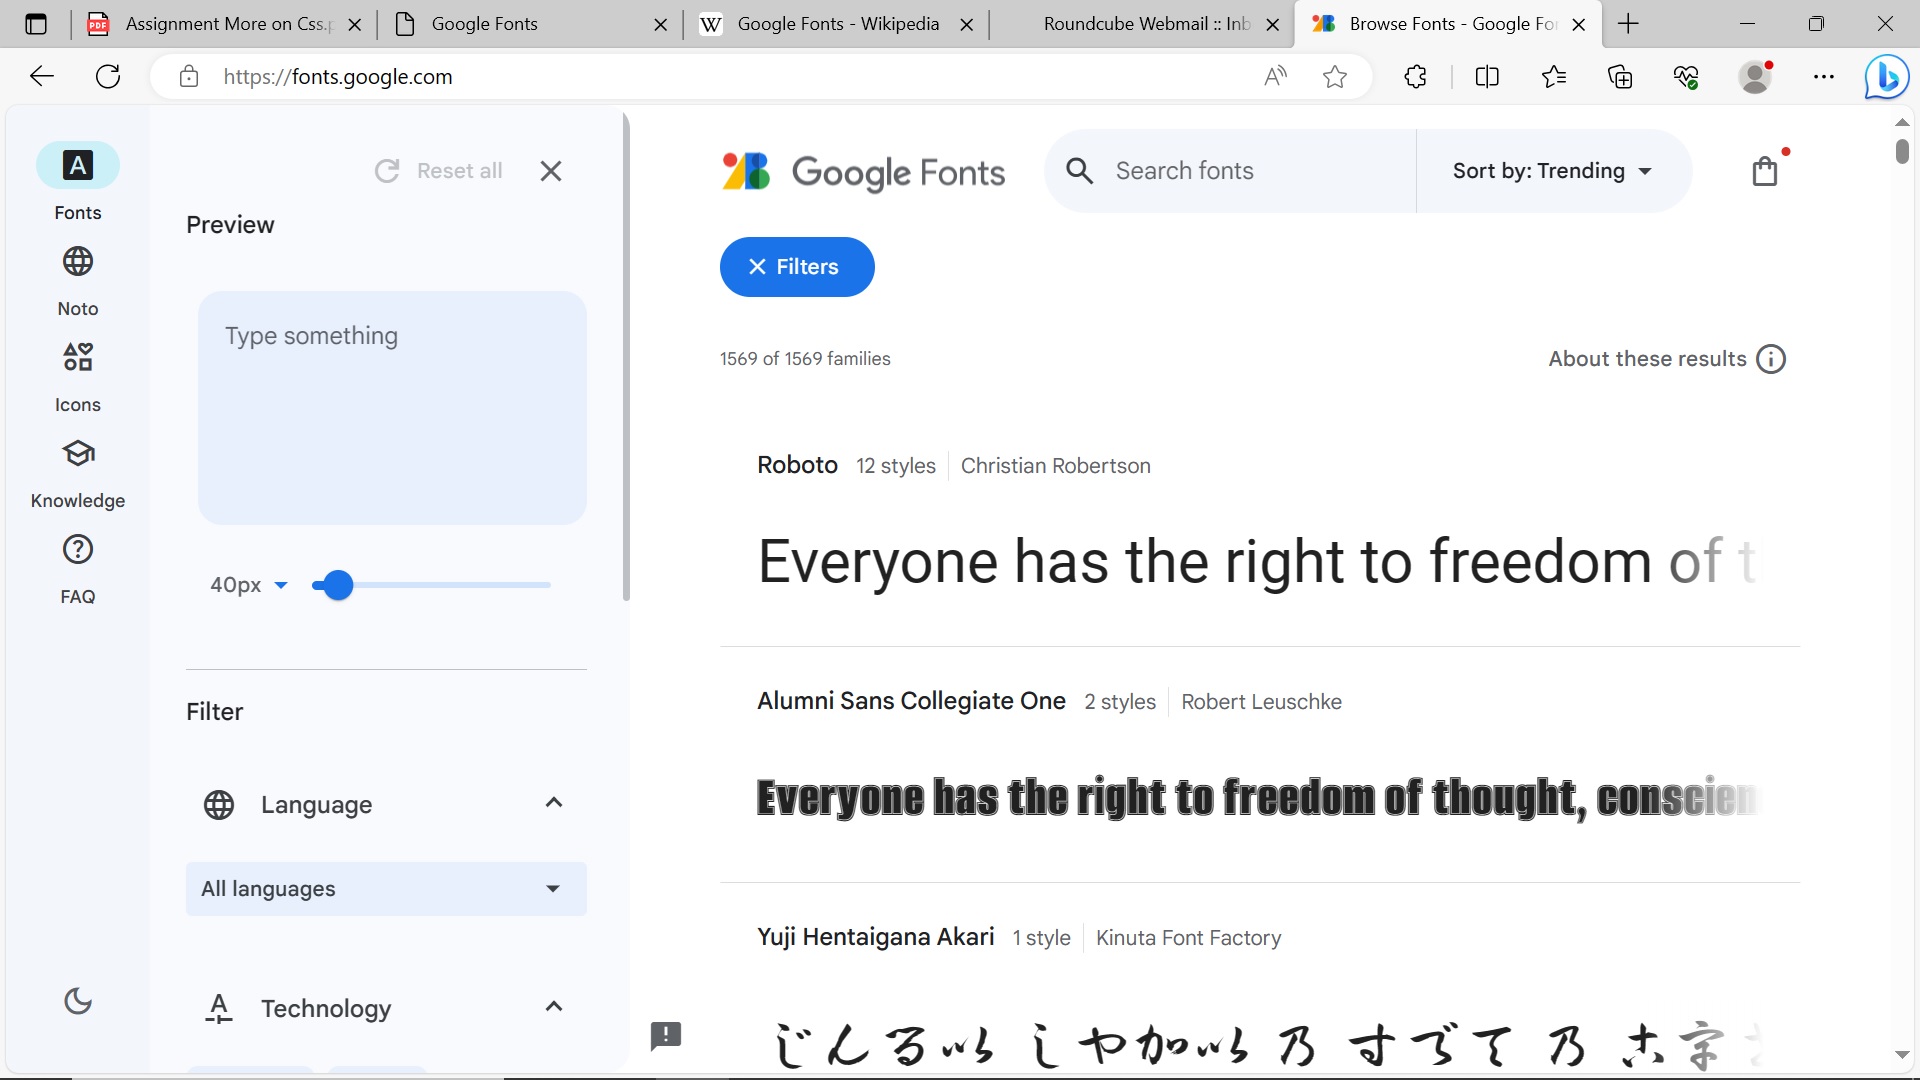 Assignment More on Css.p
Google Fonts
Google Fonts - Wikipedia
Roundcube Webmail :: Inb
Browse Fonts - Google Fo
https://fonts.google.com
A
Fonts
Noto
Icons
Knowledge
FAQ
Reset all
Preview
Type something
40px
Filter
Language
All languages
Technology
Google Fonts
Search fonts
Sort by: Trending
Filters
1569 of 1569 families
About these results
Roboto 12 styles Christian Robertson
Everyone has the right to freedom of t
Alumni Sans Collegiate One 2 styles Robert Leuschke
Everyone has the right to freedom of thought, conscien
Yuji Hentaigana Akari 1 style Kinuta Font Factory